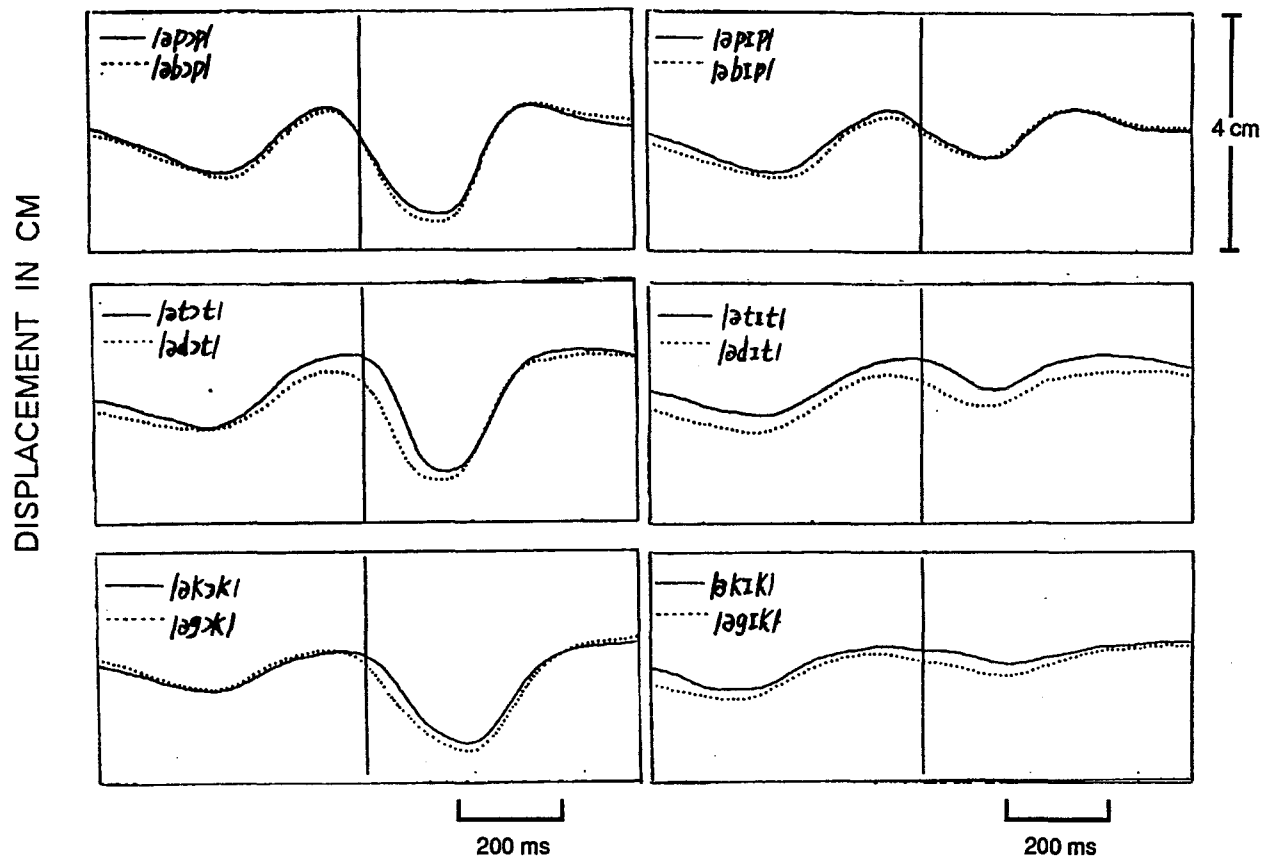 /əpɔp/
/əbɔp/
/əpɪp/
/əbɪp/
4 cm
DISPLACEMENT IN CM
/ətɔt/
/ədɔt/
/ətɪt/
/ədɪt/
/əkɔk/
/əgɔk/
/əkɪk/
/əgɪk/
200 ms
200 ms